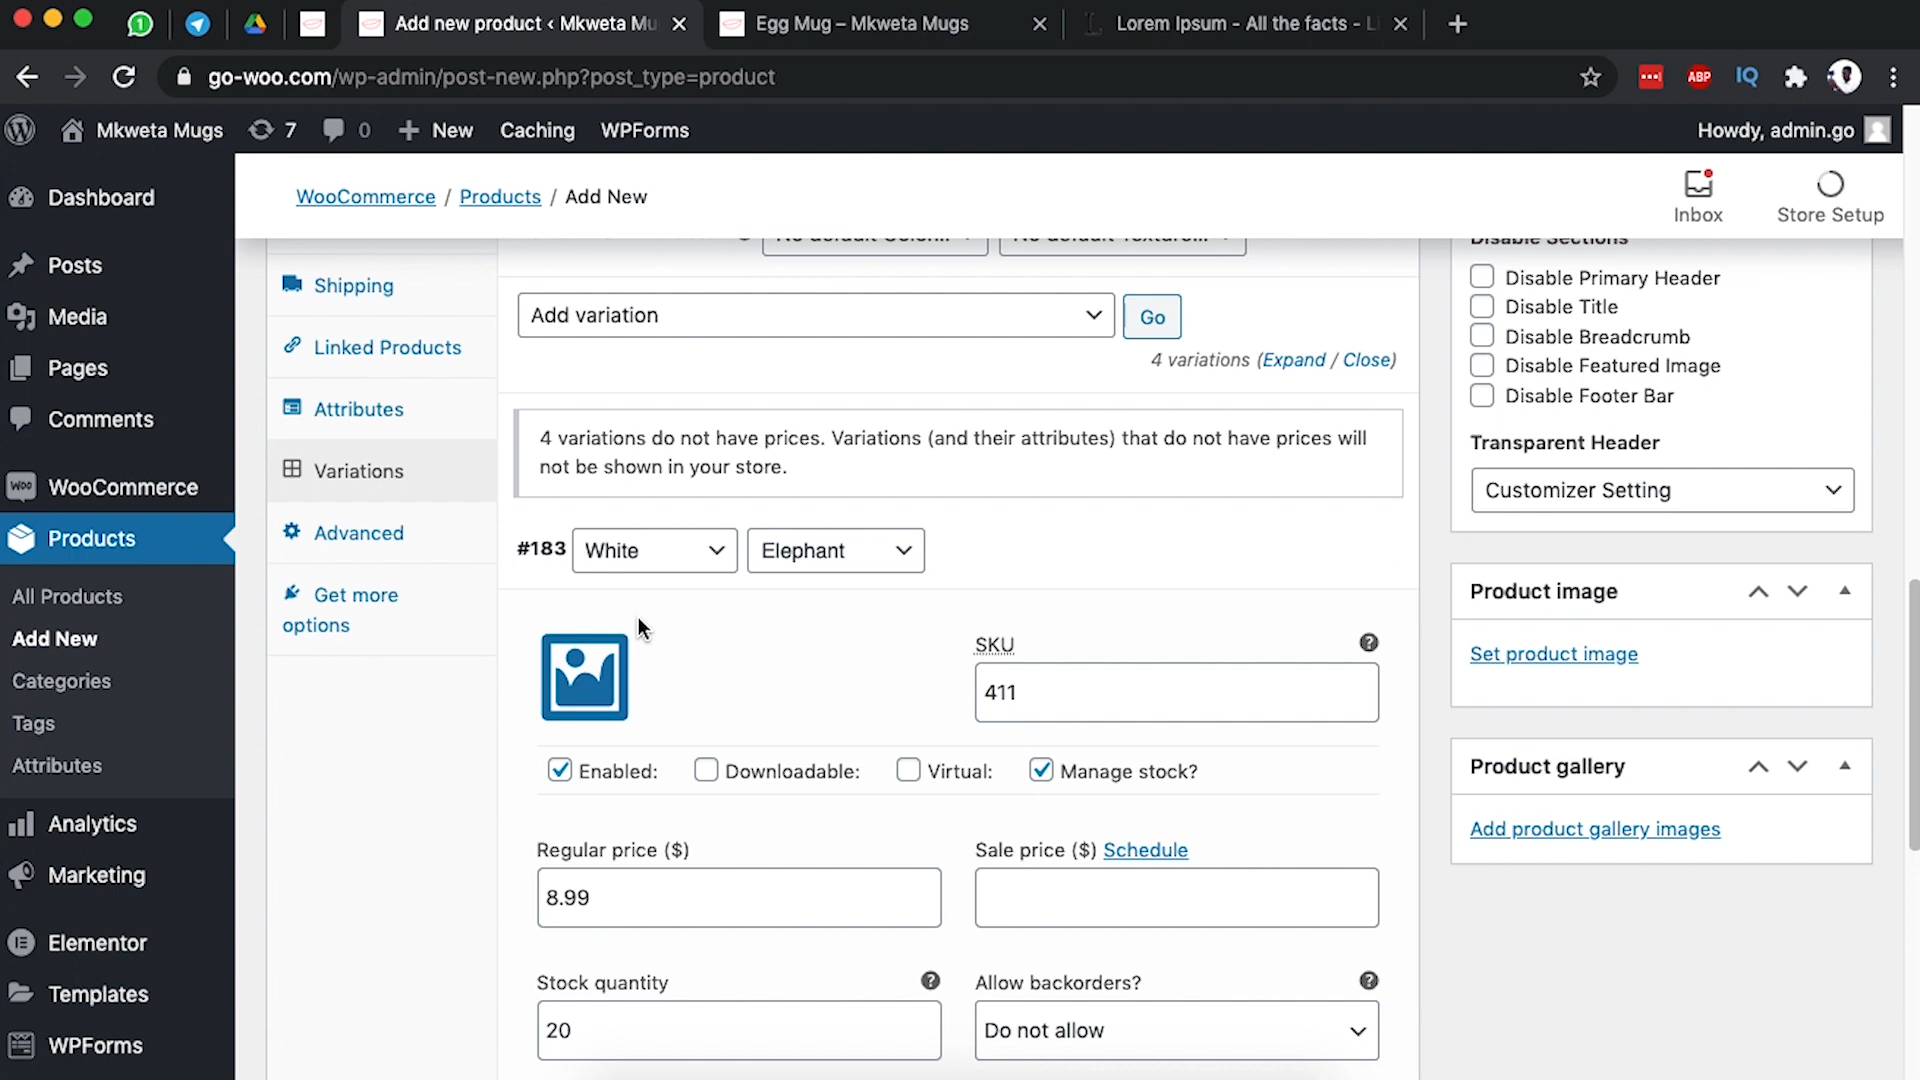 Add new product ‹ Mkweta Mu
Egg Mug – Mkweta Mugs
Lorem Ipsum - All the facts - Li
go-woo.com/wp-admin/post-new.php?post_type=product
ABP
IQ
Mkweta Mugs
7
0
New
Caching
WPForms
Howdy, admin.go
WooCommerce / Products / Add New
Inbox
Store Setup
Dashboard
Posts
Media
Pages
Comments
WooCommerce
Products
All Products
Add New
Categories
Tags
Attributes
Analytics
Marketing
Elementor
Templates
WPForms
Shipping
Linked Products
Attributes
Variations
Advanced
Get more
options
Add variation
Go
4 variations (Expand / Close)
4 variations do not have prices. Variations (and their attributes) that do not have prices will
not be shown in your store.
#183
White
Elephant
SKU
411
Enabled:
Downloadable:
Virtual:
Manage stock?
Regular price ($)
8.99
Sale price ($) Schedule
Stock quantity
20
Allow backorders?
Do not allow
Disable Sections
Disable Primary Header
Disable Title
Disable Breadcrumb
Disable Featured Image
Disable Footer Bar
Transparent Header
Customizer Setting
Product image
Set product image
Product gallery
Add product gallery images